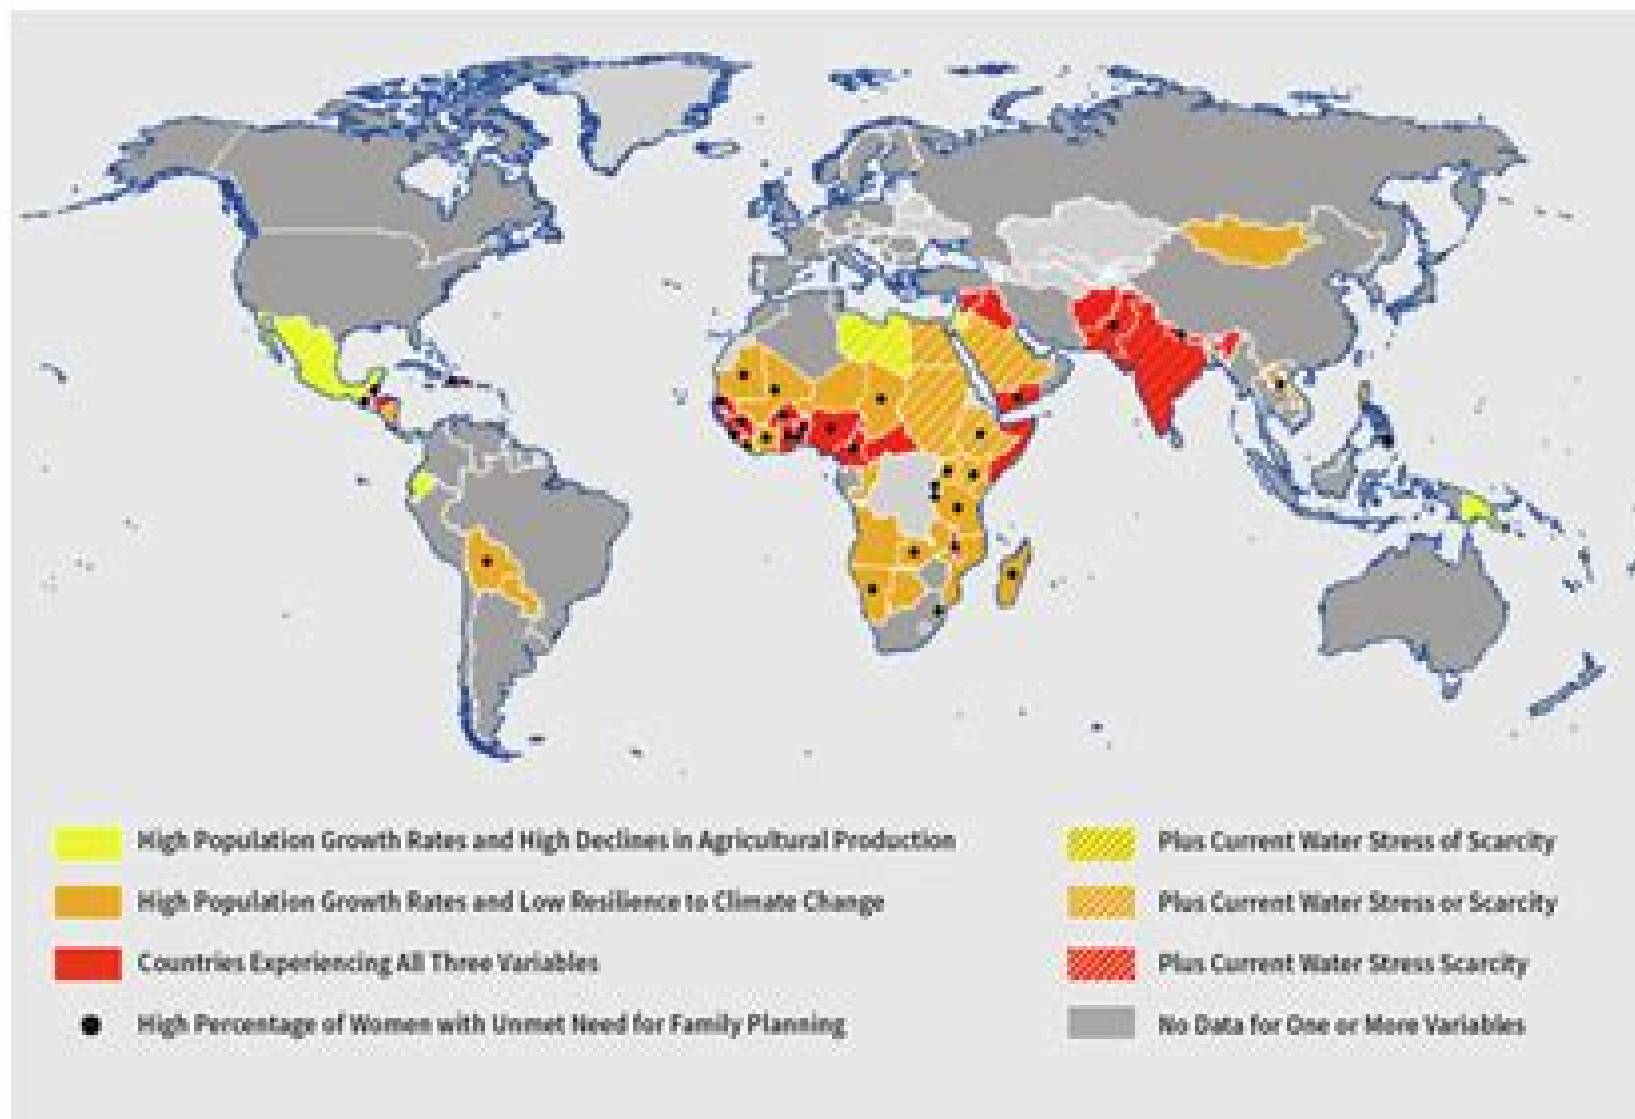 High Population Growth Rates and High Declines in Agricultural Production
High Population Growth Rates and Low Resilience to Climate Change
Countries Experiencing All Three Variables
High Percentage of Women with Unmet Need for Family Planning
Plus Current Water Stress of Scarcity
Plus Current Water Stress or Scarcity
Plus Current Water Stress Scarcity
No Data for One or More Variables